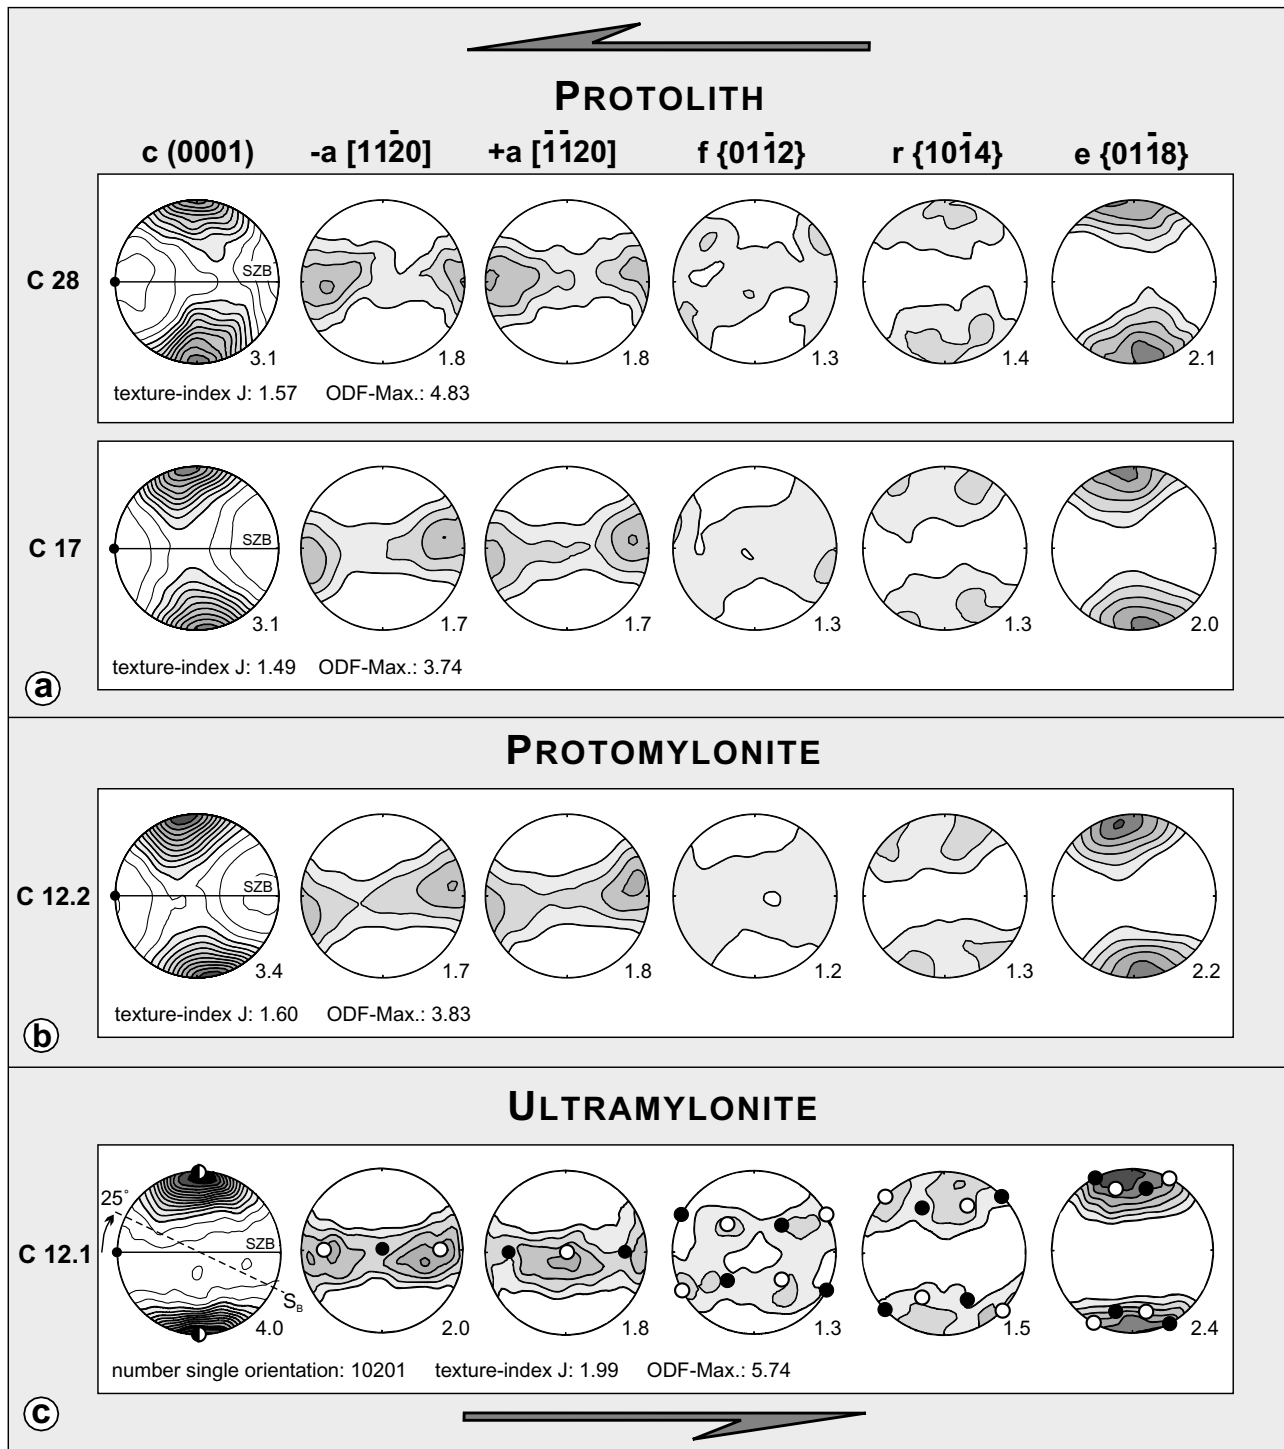 PROTOLITH
c (0001) -a [112̄0] +a [1̄1̄20] f {011̄2} r {101̄4} e {011̄8}
C 28
SZB
3.1 1.8 1.8 1.3 1.4 2.1
texture-index J: 1.57 ODF-Max.: 4.83
C 17
SZB
3.1 1.7 1.7 1.3 1.3 2.0
texture-index J: 1.49 ODF-Max.: 3.74
a
PROTOMYLONITE
C 12.2
SZB
3.4 1.7 1.8 1.2 1.3 2.2
texture-index J: 1.60 ODF-Max.: 3.83
b
ULTRAMYLONITE
25°
C 12.1
SZB
S_B
4.0 2.0 1.8 1.3 1.5 2.4
number single orientation: 10201 texture-index J: 1.99 ODF-Max.: 5.74
c